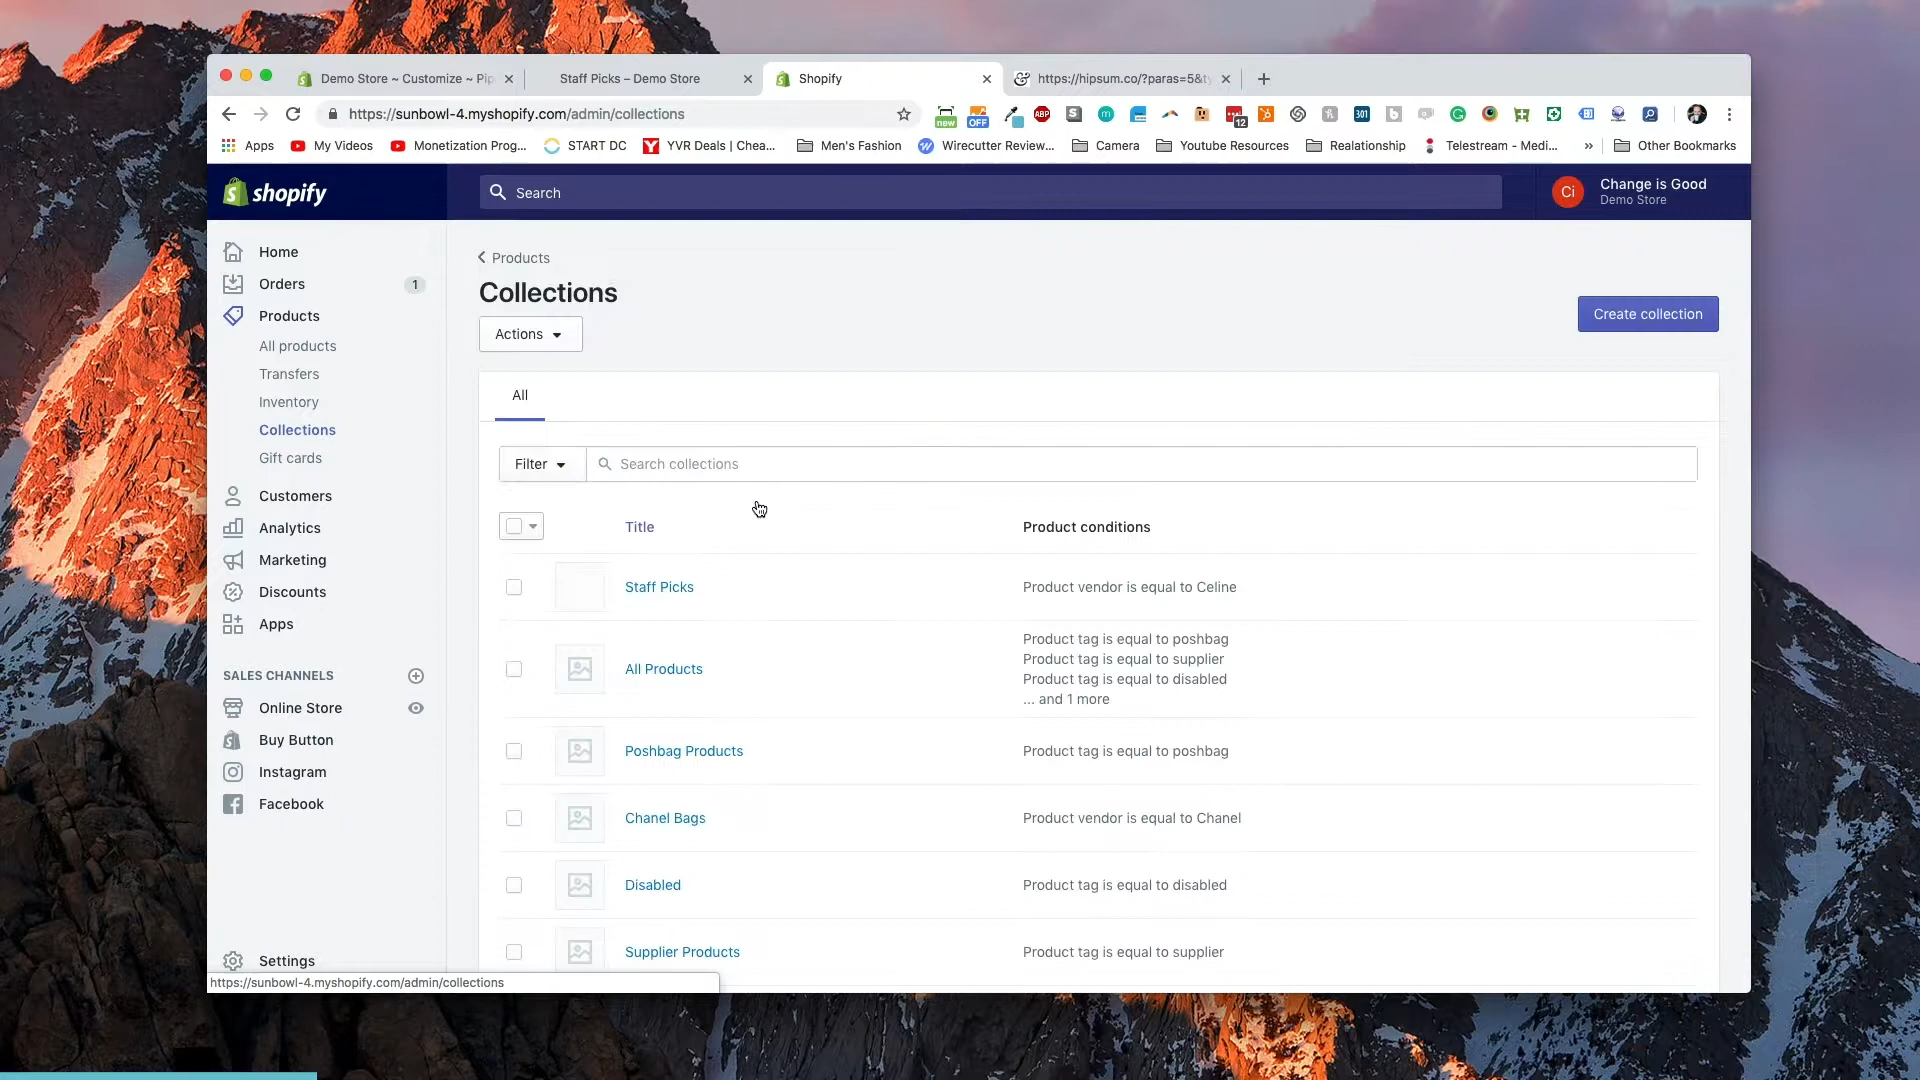 Demo Store ~ Customize ~ Pip
Staff Picks – Demo Store
Shopify
https://hipsum.co/?paras=5&ty
https://sunbowl-4.myshopify.com/admin/collections
new
OFF
ABP
12
301
Apps
My Videos
Monetization Prog...
START DC
YVR Deals | Chea...
Men's Fashion
Wirecutter Review...
Camera
Youtube Resources
Realationship
Telestream - Medi...
»
Other Bookmarks
shopify
Search
Ci
Change is Good
Demo Store
Home
Orders
1
Products
All products
Transfers
Inventory
Collections
Gift cards
Customers
Analytics
Marketing
Discounts
Apps
SALES CHANNELS
Online Store
Buy Button
Instagram
Facebook
Settings
https://sunbowl-4.myshopify.com/admin/collections
Products
Collections
Actions
Create collection
All
Filter
Search collections
Title
Product conditions
Staff Picks
Product vendor is equal to Celine
All Products
Product tag is equal to poshbag
Product tag is equal to supplier
Product tag is equal to disabled
... and 1 more
Poshbag Products
Product tag is equal to poshbag
Chanel Bags
Product vendor is equal to Chanel
Disabled
Product tag is equal to disabled
Supplier Products
Product tag is equal to supplier